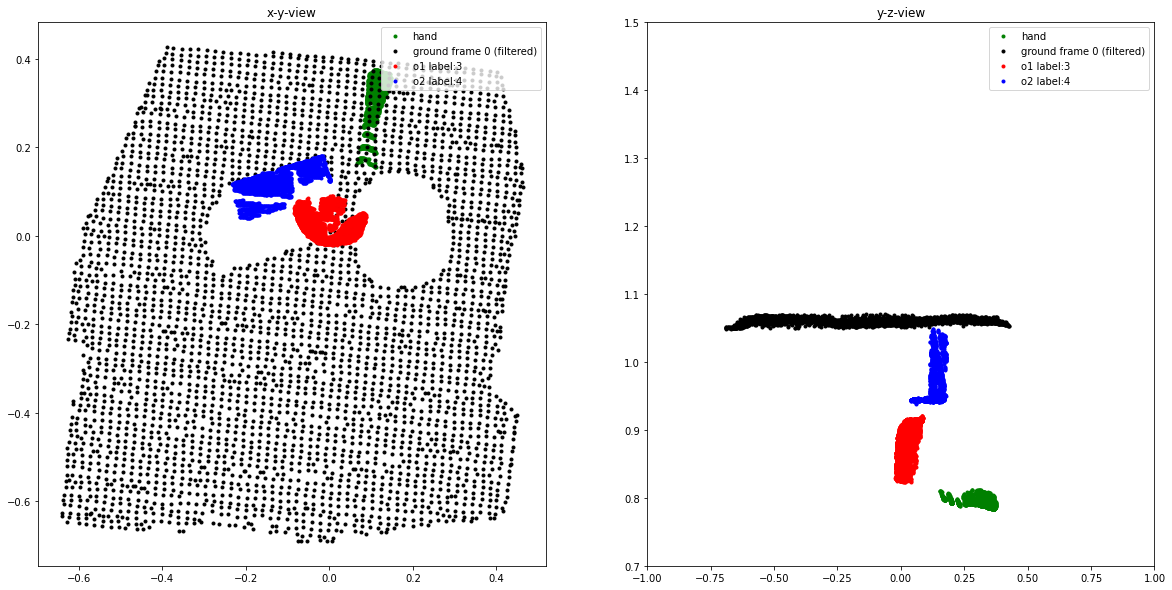 x-y-view
hand
ground frame 0 (filtered)
o1 label:3
o2 label:4
0.4
0.2
0.0
−0.2
−0.4
−0.6
−0.6 −0.4 −0.2 0.0 0.2 0.4
y-z-view
hand
ground frame 0 (filtered)
o1 label:3
o2 label:4
1.5
1.4
1.3
1.2
1.1
1.0
0.9
0.8
0.7
−1.00 −0.75 −0.50 −0.25 0.00 0.25 0.50 0.75 1.00